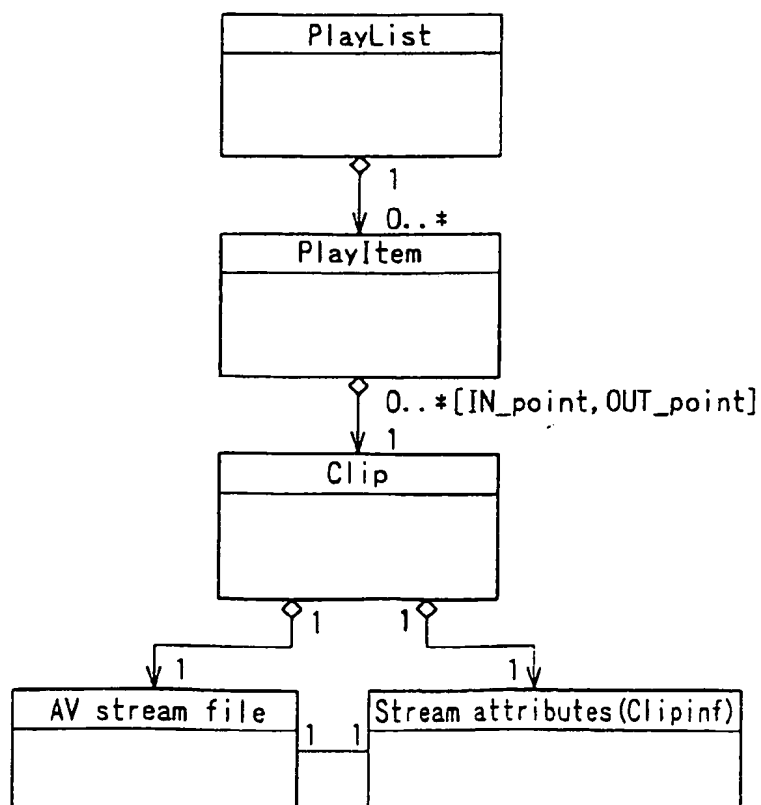 PlayList
1
0..*
PlayItem
0..*[IN_point,OUT_point]
1
Clip
1 1
1 1
AV stream file Stream attributes(Clipinf)
1 1